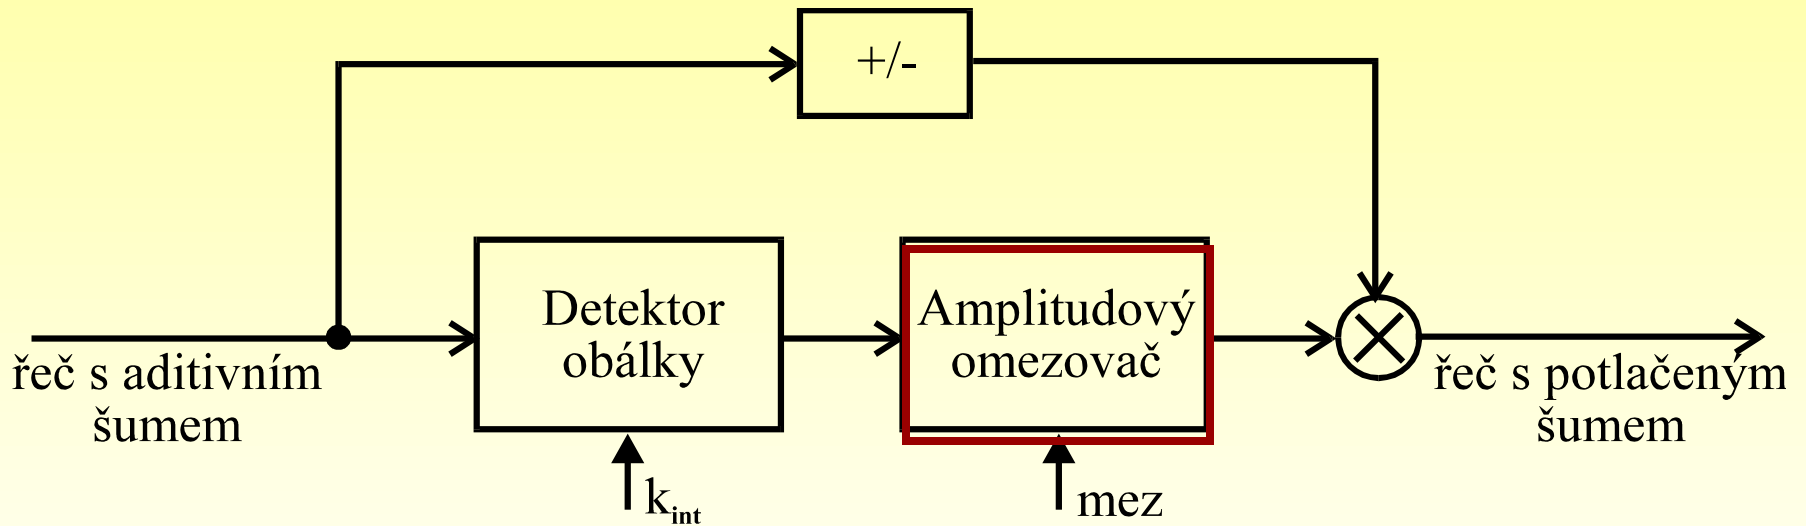 +/-
Detektor
obálky
Amplitudový
omezovač
řeč s aditivním
šumem
řeč s potlačeným
šumem
kint
mez